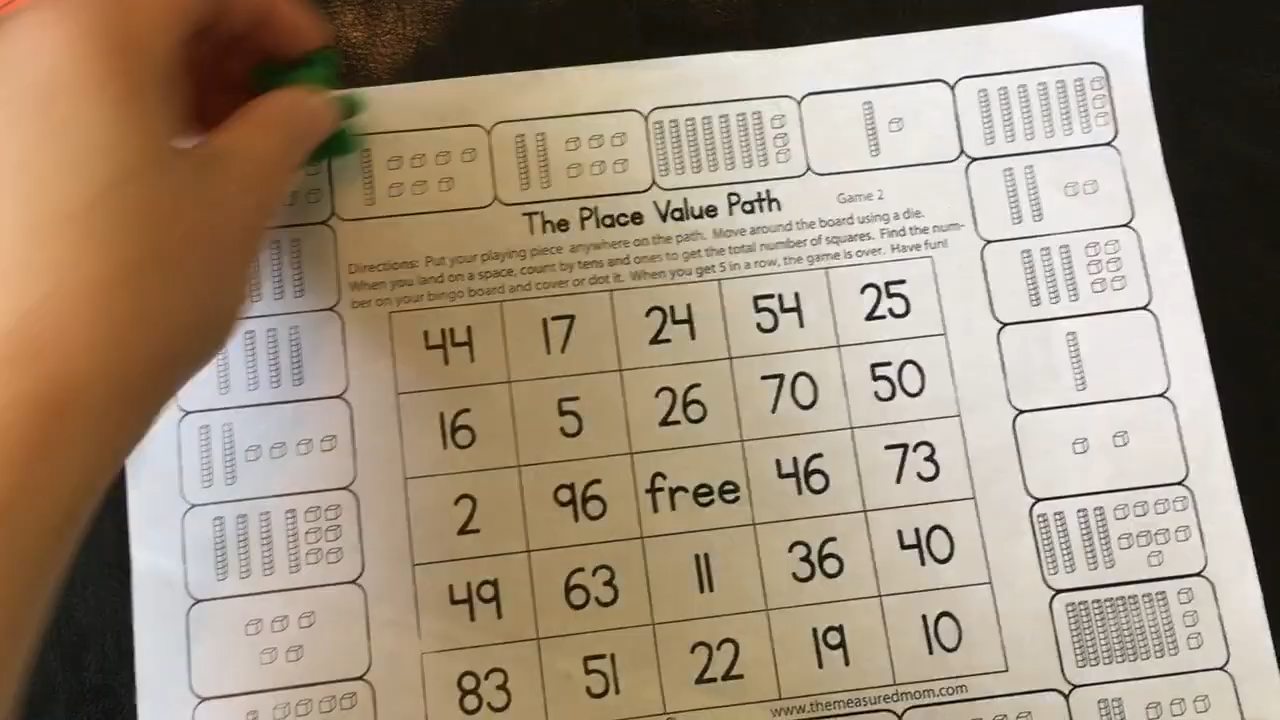 The Place Value Path
Game 2
Directions: Put your playing piece anywhere on the path. Move around the board using a die.
When you land on a space, count by tens and ones to get the total number of squares. Find the num-
ber on your bingo board and cover or dot it. When you get 5 in a row, the game is over. Have fun!
44 17 24 54 25
16 5 26 70 50
2 96 free 46 73
49 63 11 36 40
83 51 22 19 10
www.themeasuredmom.com